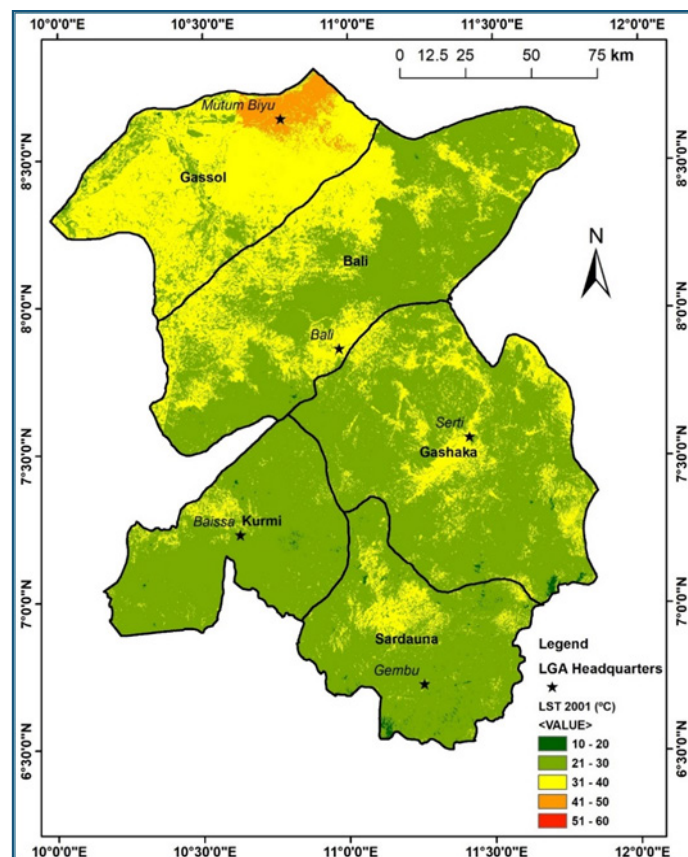 10°0'0"E 10°30'0"E 11°0'0"E 11°30'0"E 12°0'0"E
0 12.5 25 50 75 km
Mutum Biyu
8°30'0"N 8°30'0"N
Gassol
N
Bali
8°0'0"N 8°0'0"N
Bali
Serti
7°30'0"N 7°30'0"N
Gashaka
Baissa Kurmi
7°0'0"N 7°0'0"N
Sardauna
Legend
Gembu
LGA Headquarters
LST 2001 (ºC)
<VALUE>
6°30'0"N 6°30'0"N
10 - 20
21 - 30
31 - 40
41 - 50
51 - 60
10°0'0"E 10°30'0"E 11°0'0"E 11°30'0"E 12°0'0"E